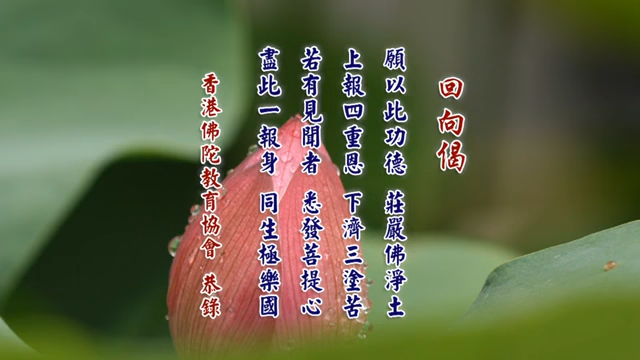 回向偈
願以此功德 莊嚴佛淨土
上報四重恩 下濟三塗苦
若有見聞者 悉發菩提心
盡此一報身 同生極樂國
香港佛陀教育協會 恭錄